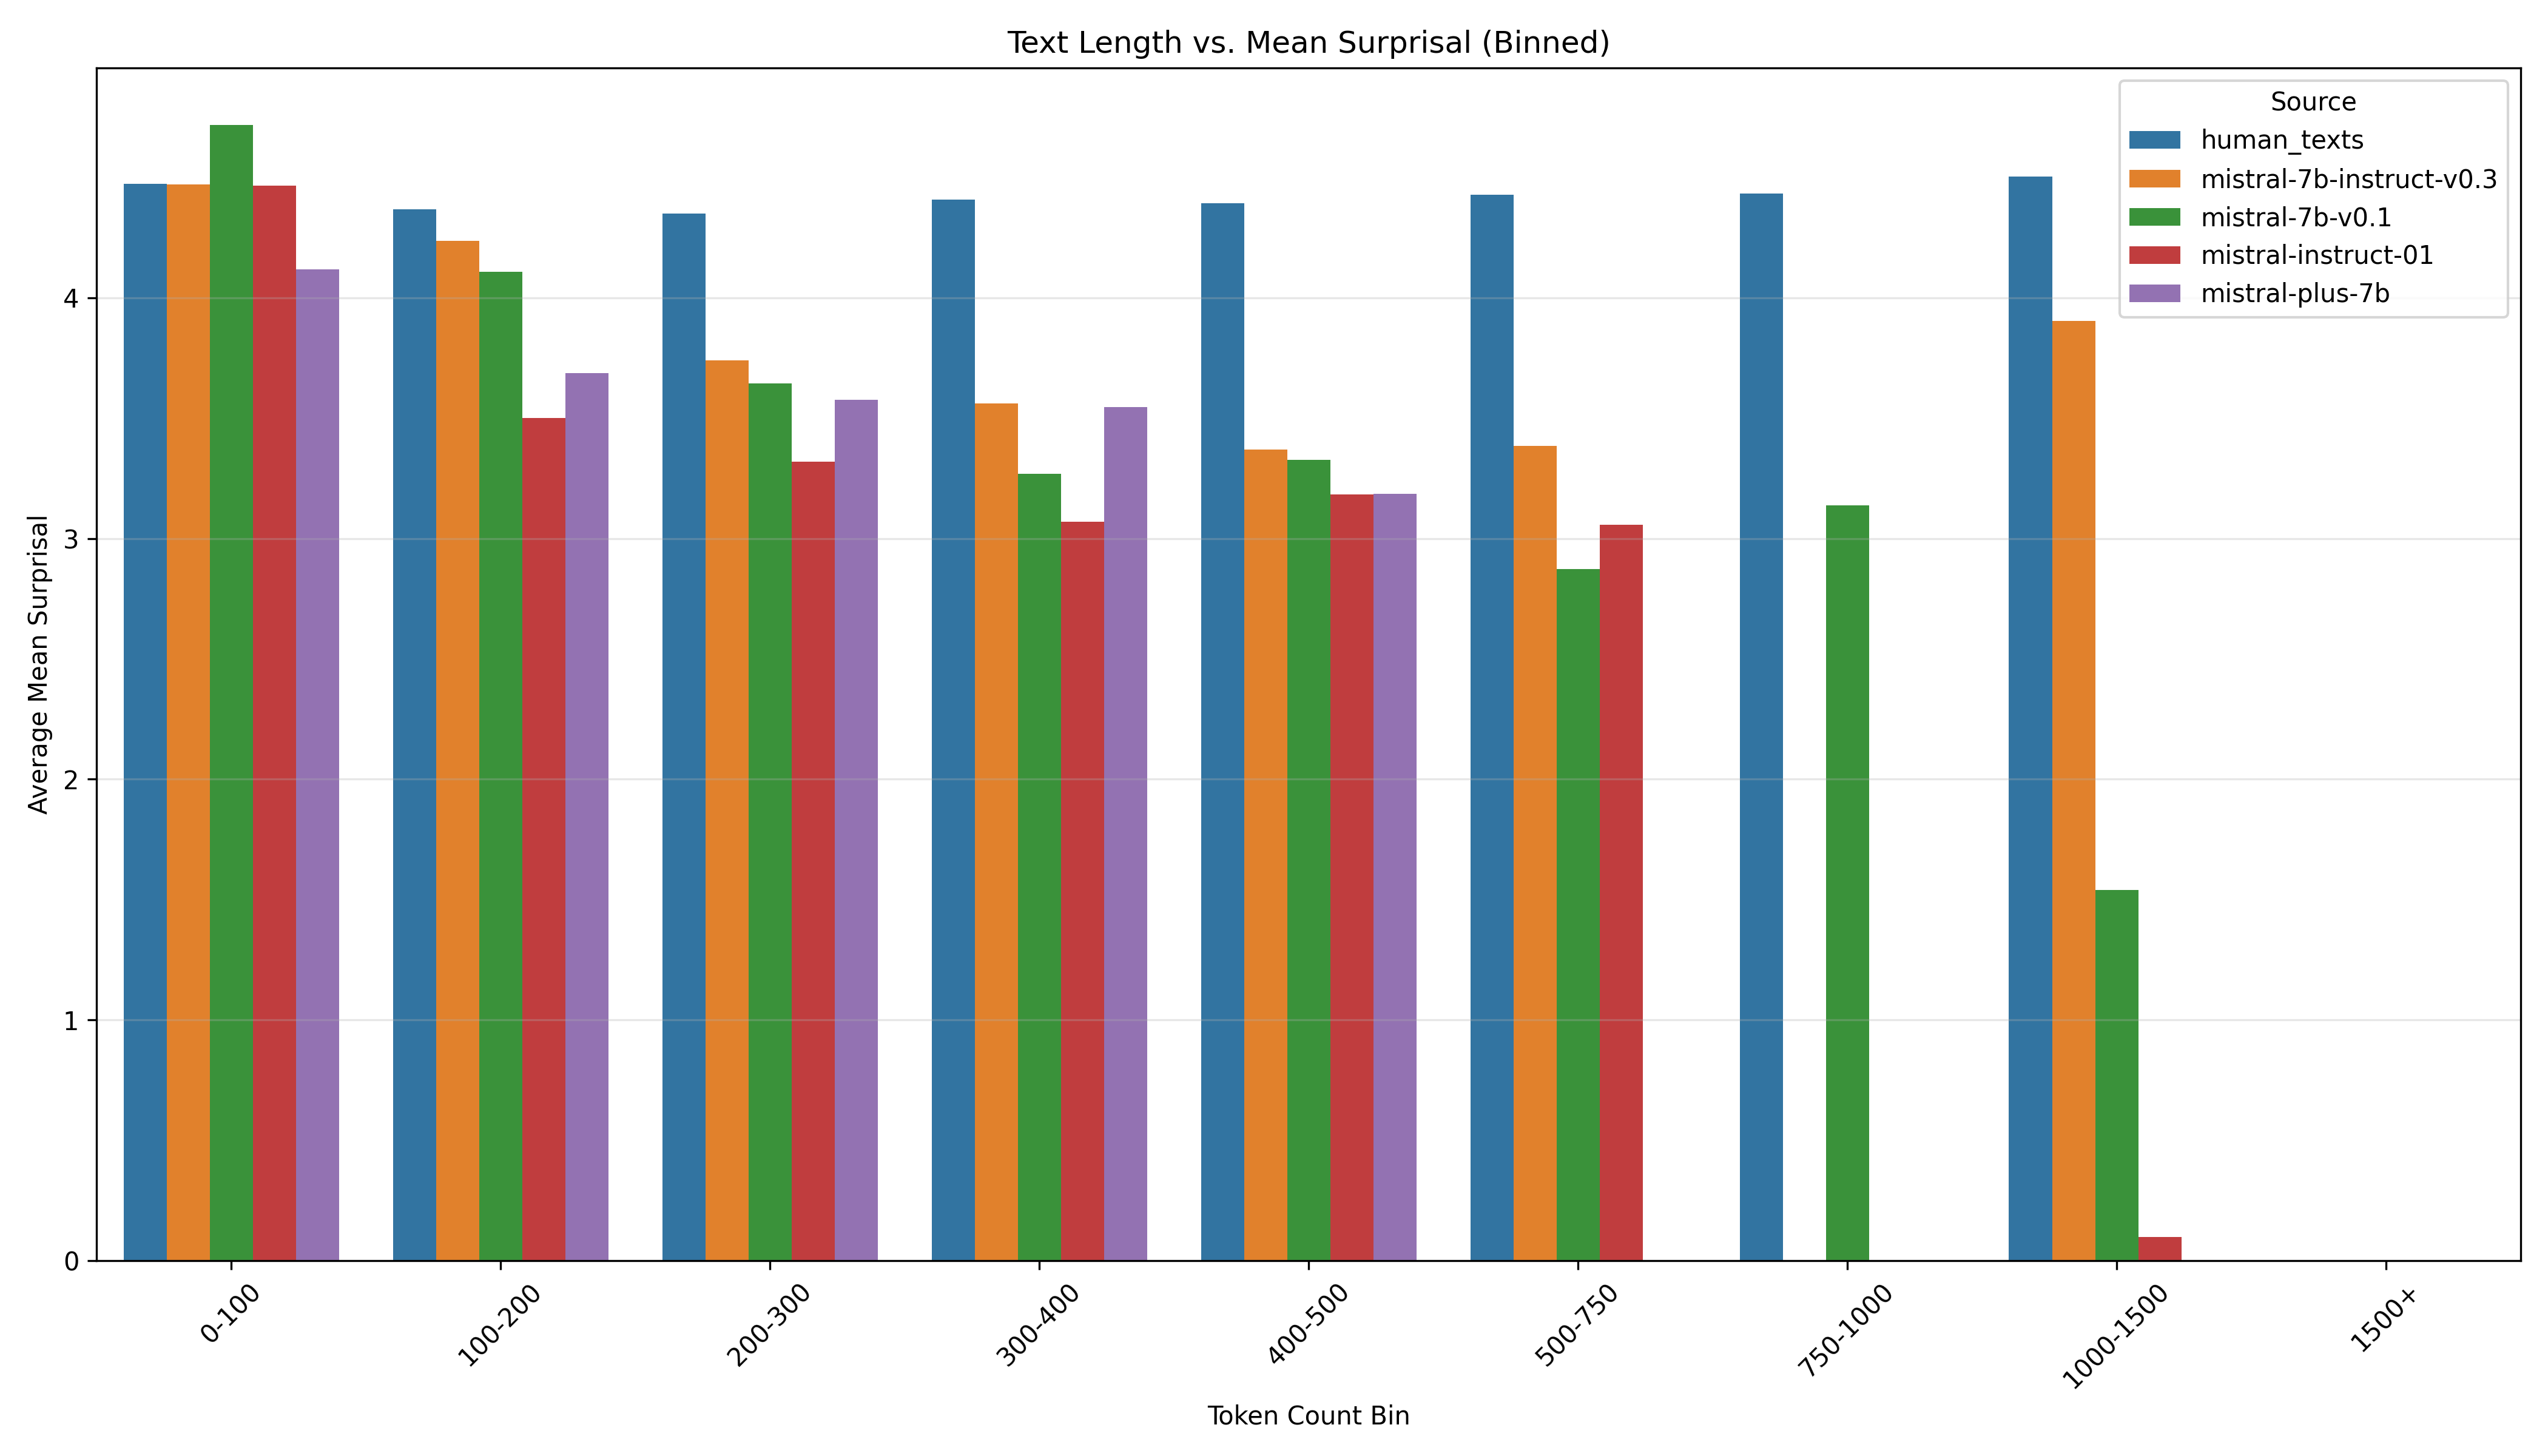 Text Length vs. Mean Surprisal (Binned)
Source
human_texts
mistral-7b-instruct-v0.3
mistral-7b-v0.1
mistral-instruct-01
mistral-plus-7b
Average Mean Surprisal
4
3
2
1
0
0-100
100-200
200-300
300-400
400-500
500-750
750-1000
1000-1500
1500+
Token Count Bin